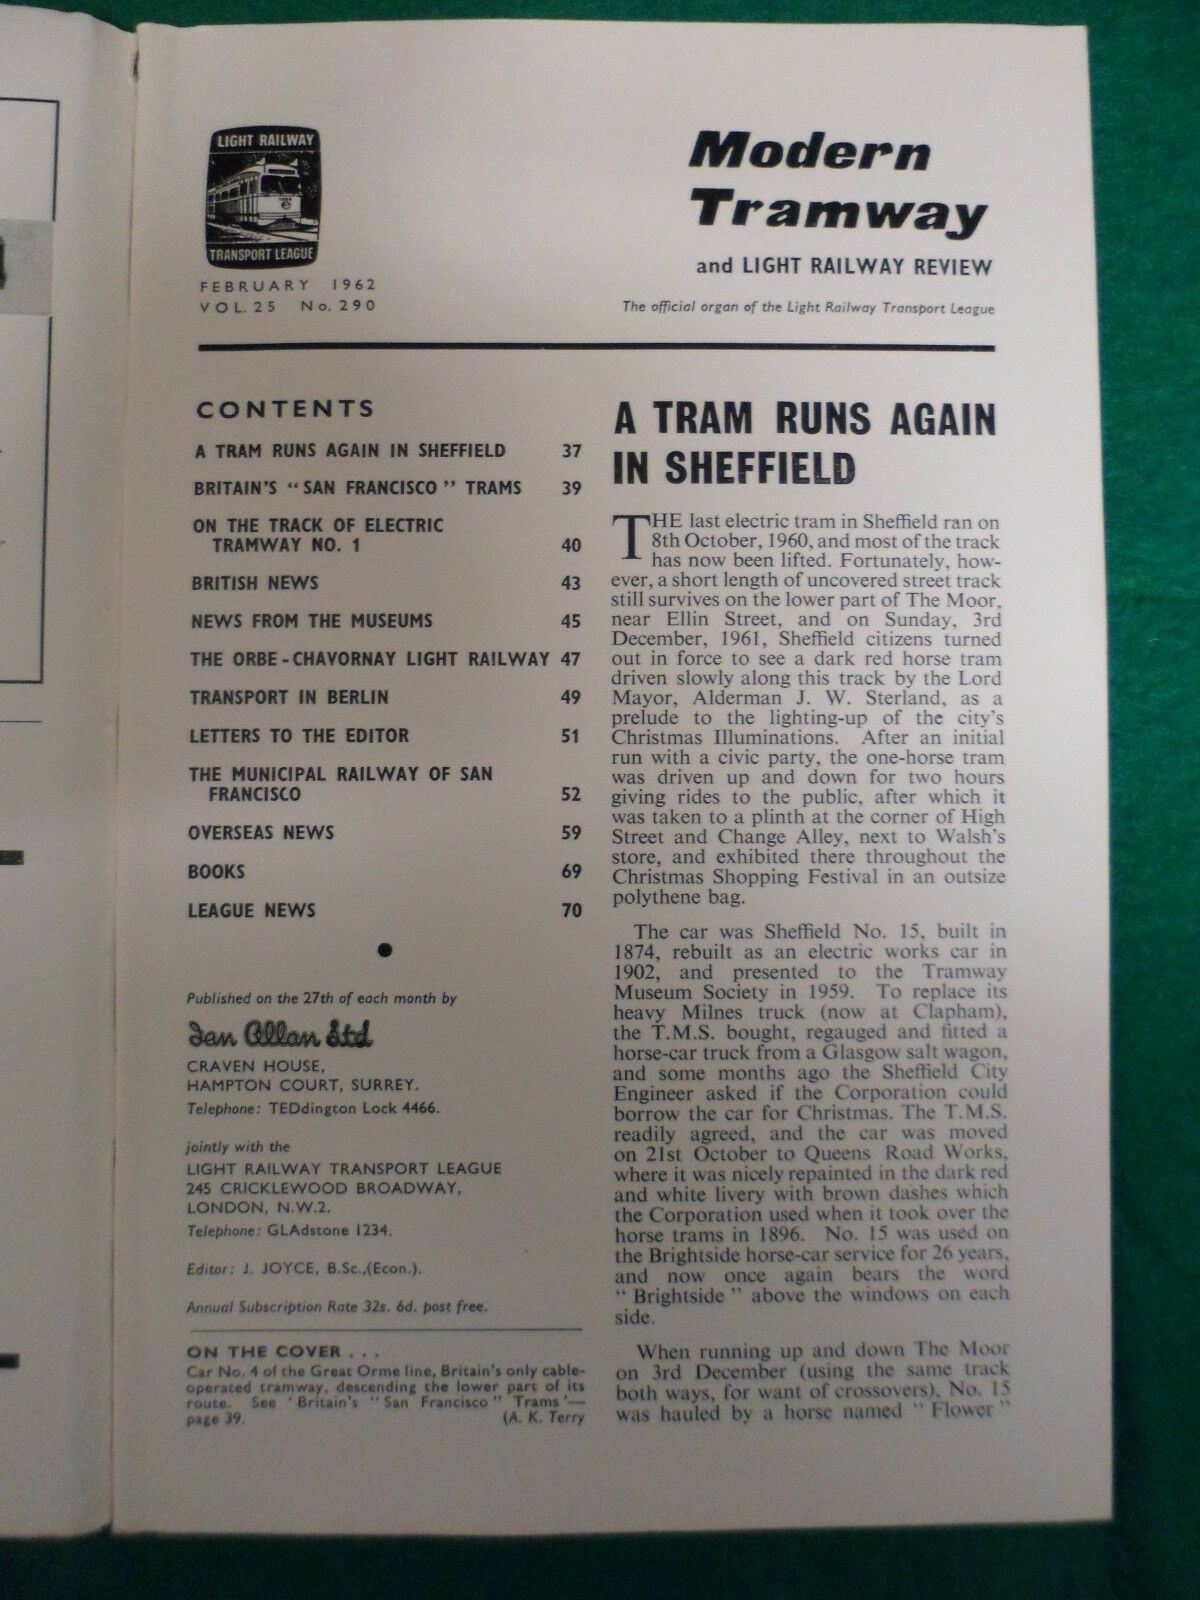 LIGHT RAILWAY
TRANSPORT LEAGUE
FEBRUARY 1962
VOL. 25 No. 290
Modern
Tramway
and LIGHT RAILWAY REVIEW
The official organ of the Light Railway Transport League
CONTENTS
A TRAM RUNS AGAIN IN SHEFFIELD 37
BRITAIN'S "SAN FRANCISCO" TRAMS 39
ON THE TRACK OF ELECTRIC
TRAMWAY NO. 1 40
BRITISH NEWS 43
NEWS FROM THE MUSEUMS 45
THE ORBE-CHAVORNAY LIGHT RAILWAY 47
TRANSPORT IN BERLIN 49
LETTERS TO THE EDITOR 51
THE MUNICIPAL RAILWAY OF SAN
FRANCISCO 52
OVERSEAS NEWS 59
BOOKS 69
LEAGUE NEWS 70
Published on the 27th of each month by
Ian Allan Ltd
CRAVEN HOUSE,
HAMPTON COURT, SURREY.
Telephone: TEDdington Lock 4466.
jointly with the
LIGHT RAILWAY TRANSPORT LEAGUE
245 CRICKLEWOOD BROADWAY,
LONDON, N.W.2.
Telephone: GLAdstone 1234.
Editor: J. JOYCE, B.Sc.,(Econ.).
Annual Subscription Rate 32s. 6d. post free.
ON THE COVER . . .
Car No. 4 of the Great Orme line, Britain's only cable-
operated tramway, descending the lower part of its
route. See 'Britain's "San Francisco" Trams'—
page 39. (A. K. Terry
A TRAM RUNS AGAIN
IN SHEFFIELD
THE last electric tram in Sheffield ran on
8th October, 1960, and most of the track
has now been lifted. Fortunately, how-
ever, a short length of uncovered street track
still survives on the lower part of The Moor,
near Ellin Street, and on Sunday, 3rd
December, 1961, Sheffield citizens turned
out in force to see a dark red horse tram
driven slowly along this track by the Lord
Mayor, Alderman J. W. Sterland, as a
prelude to the lighting-up of the city's
Christmas Illuminations. After an initial
run with a civic party, the one-horse tram
was driven up and down for two hours
giving rides to the public, after which it
was taken to a plinth at the corner of High
Street and Change Alley, next to Walsh's
store, and exhibited there throughout the
Christmas Shopping Festival in an outsize
polythene bag.
The car was Sheffield No. 15, built in
1874, rebuilt as an electric works car in
1902, and presented to the Tramway
Museum Society in 1959. To replace its
heavy Milnes truck (now at Clapham),
the T.M.S. bought, regauged and fitted a
horse-car truck from a Glasgow salt wagon,
and some months ago the Sheffield City
Engineer asked if the Corporation could
borrow the car for Christmas. The T.M.S.
readily agreed, and the car was moved
on 21st October to Queens Road Works,
where it was nicely repainted in the dark red
and white livery with brown dashes which
the Corporation used when it took over the
horse trams in 1896. No. 15 was used on
the Brightside horse-car service for 26 years,
and now once again bears the word
"Brightside" above the windows on each
side.
When running up and down The Moor
on 3rd December (using the same track
both ways, for want of crossovers), No. 15
was hauled by a horse named "Flower"